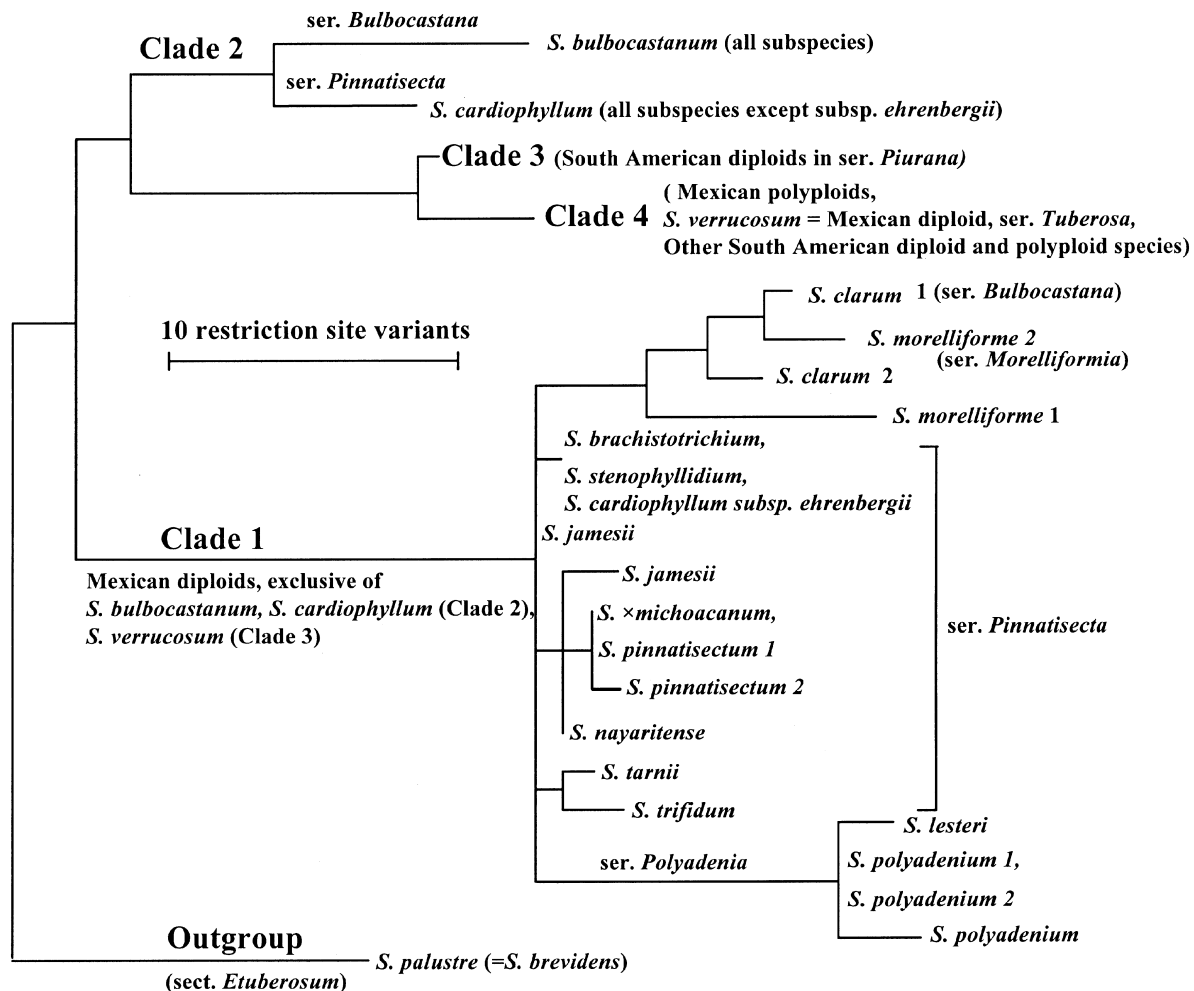 ser. Bulbocastana
Clade 2
S. bulbocastanum (all subspecies)
ser. Pinnatisecta
S. cardiophyllum (all subspecies except subsp. ehrenbergii)
Clade 3 (South American diploids in ser. Piurana)
( Mexican polyploids,
Clade 4 S. verrucosum = Mexican diploid, ser. Tuberosa,
Other South American diploid and polyploid species)
S. clarum 1 (ser. Bulbocastana)
10 restriction site variants
S. morelliforme 2
(ser. Morelliformia)
S. clarum 2
S. morelliforme 1
S. brachistotrichium,
S. stenophyllidium,
S. cardiophyllum subsp. ehrenbergii
S. jamesii
Clade 1
Mexican diploids, exclusive of
S. bulbocastanum, S. cardiophyllum (Clade 2),
S. verrucosum (Clade 3)
S. jamesii
S. ×michoacanum,
S. pinnatisectum 1
S. pinnatisectum 2
S. nayaritense
ser. Pinnatisecta
S. tarnii
S. trifidum
ser. Polyadenia
S. lesteri
S. polyadenium 1,
S. polyadenium 2
S. polyadenium
Outgroup
S. palustre (=S. brevidens)
(sect. Etuberosum)